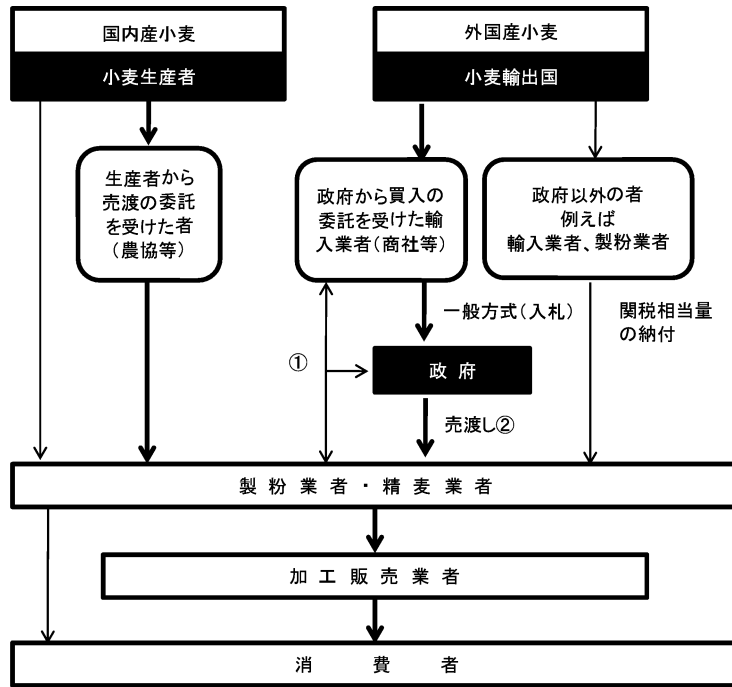 国内産小麦
小麦生産者
外国産小麦
小麦輸出国
生産者から
売渡の委託
を受けた者
(農協等)
政府から買入の
委託を受けた輸
入業者(商社等)
政府以外の者
例えば
輸入業者、製粉業者
一般方式(入札)
関税相当量
の納付
①
政府
売渡し②
製粉業者・精麦業者
加工販売業者
消費者